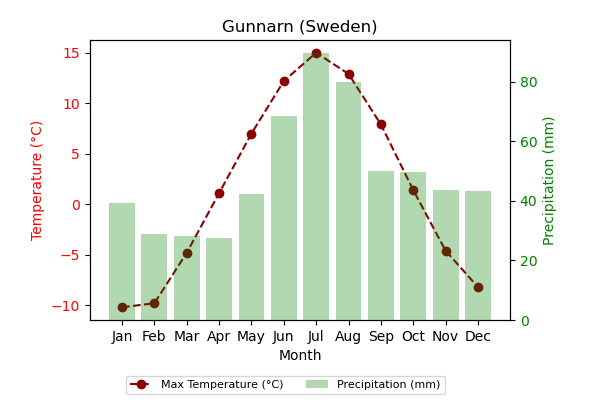 Gunnarn (Sweden)
Temperature (°C)
15
10
5
0
−5
−10
80
60
40
20
0
Precipitation (mm)
Jan Feb Mar Apr May Jun Jul Aug Sep Oct Nov Dec
Month
Max Temperature (°C) Precipitation (mm)